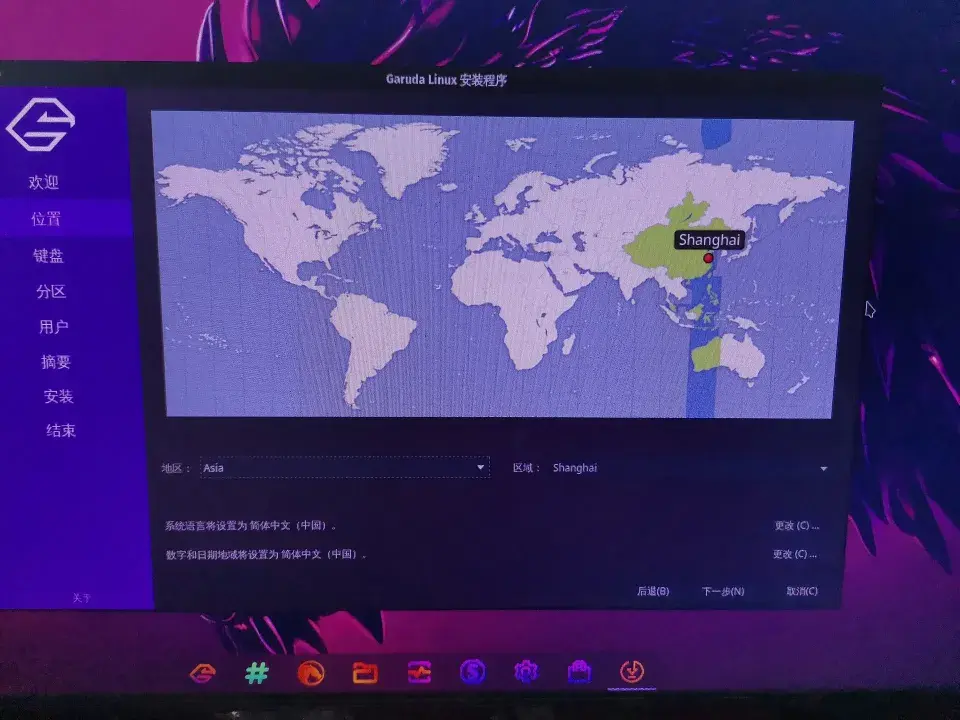 Garuda Linux 安装程序
欢迎
位置
键盘
分区
用户
摘要
安装
结束
关于
Shanghai
地区： Asia
区域： Shanghai
系统语言将设置为 简体中文（中国）。
更改 (C) ...
数字和日期地域将设置为 简体中文（中国）。
更改 (C) ...
后退(B) 下一步(N) 取消(C)